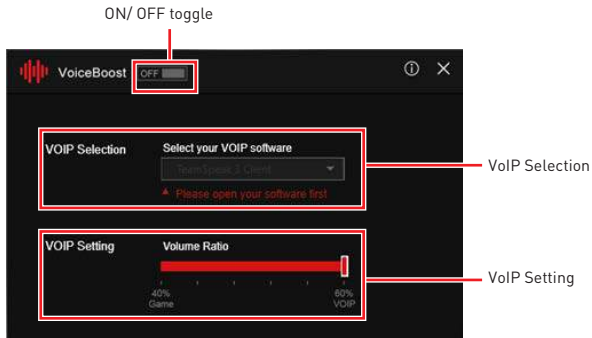 ON/ OFF toggle
VoiceBoost OFF
VOIP Selection Select your VOIP software
TeamSpeak 3 Client
Please open your software first
VoIP Selection
VOIP Setting Volume Ratio
40% 60%
Game VOIP
VoIP Setting